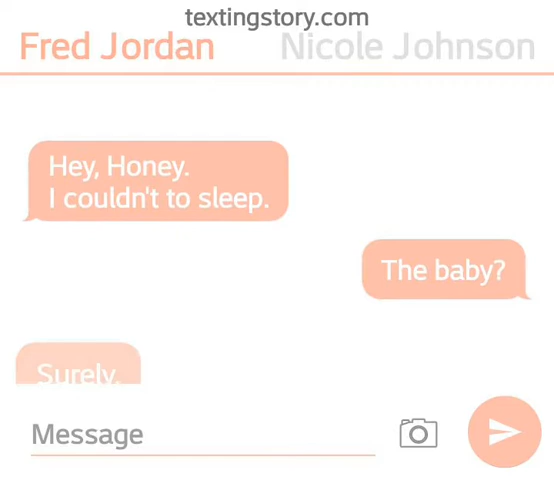 textingstory.com
Fred Jordan Nicole Johnson
Hey, Honey.
I couldn't to sleep.
The baby?
Surely.
Message